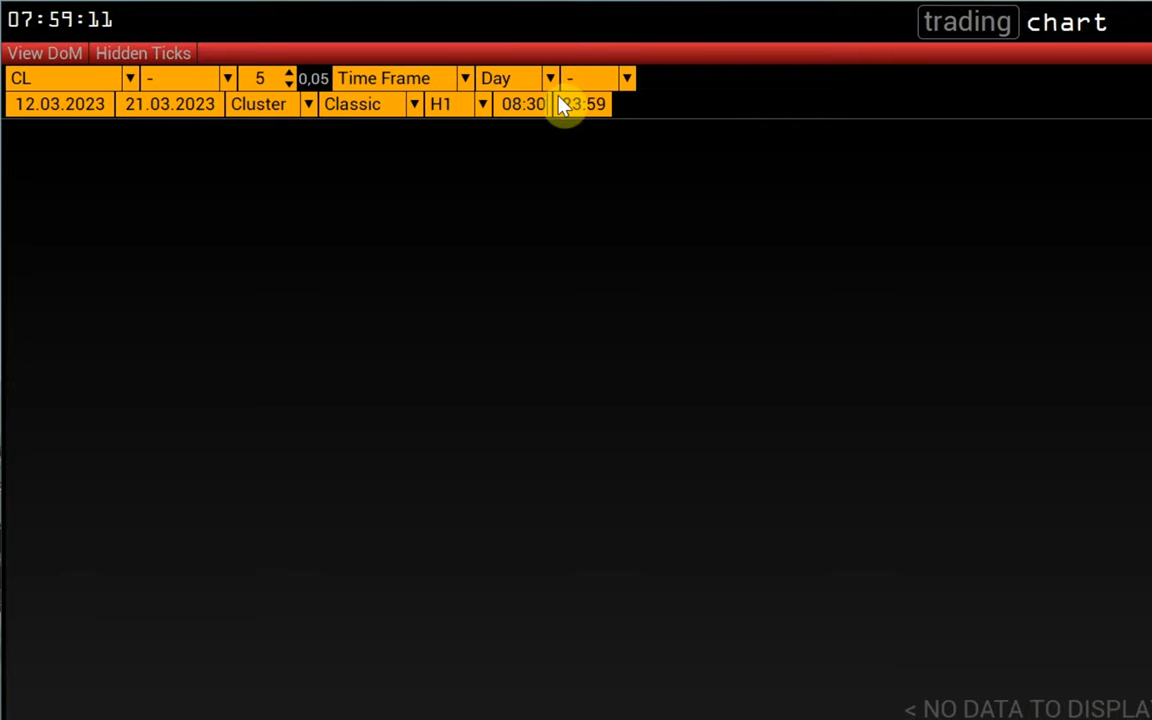 07:59:11
trading chart
View DoM Hidden Ticks
CL - 5 0,05 Time Frame Day -
12.03.2023 21.03.2023 Cluster Classic H1 08:30 :59
< NO DATA TO DISPLA